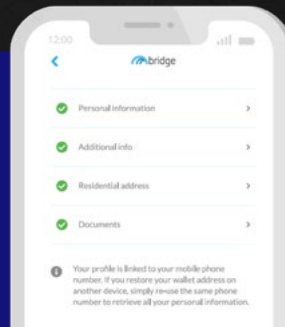 12:00
bridge
Personal information
Additional info
Residential address
Documents
Your profile is linked to your mobile phone
number. If you restore your wallet address on
another device, simply re-use the same phone
number to retrieve all your personal information.